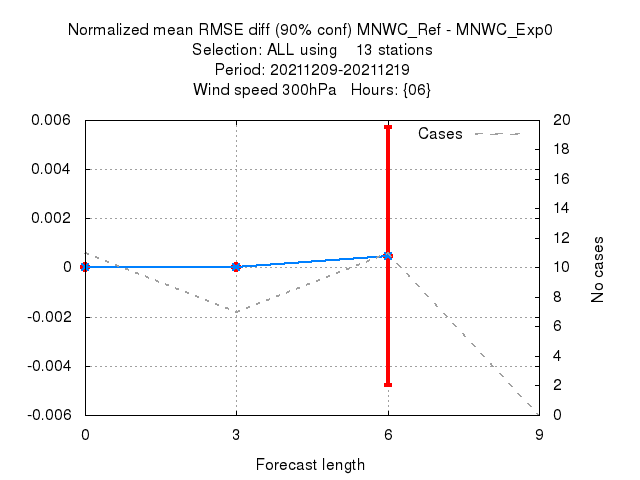 Normalized mean RMSE diff (90% conf) MNWC_Ref - MNWC_Exp0
Selection: ALL using 13 stations
Period: 20211209-20211219
Wind speed 300hPa Hours: {06}
0.006
0.004
0.002
0
-0.002
-0.004
-0.006
Cases
20
18
16
14
12
10
8
6
4
2
0
No cases
0 3 6 9
Forecast length